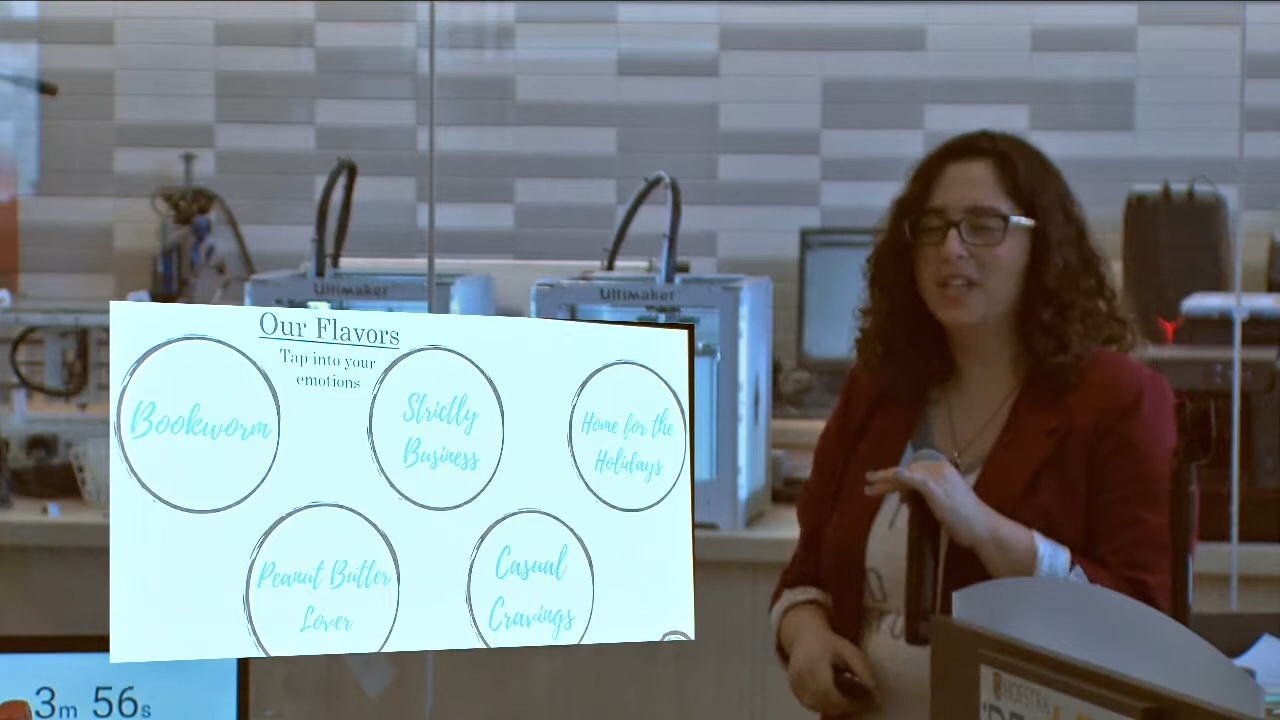 Ultimaker
Ultimaker
Our Flavors
Tap into your
emotions
Bookworm
Strictly
Business
Home for the
Holidays
Peanut Butter
Lover
Casual
Cravings
3m 56s
HOFSTRA